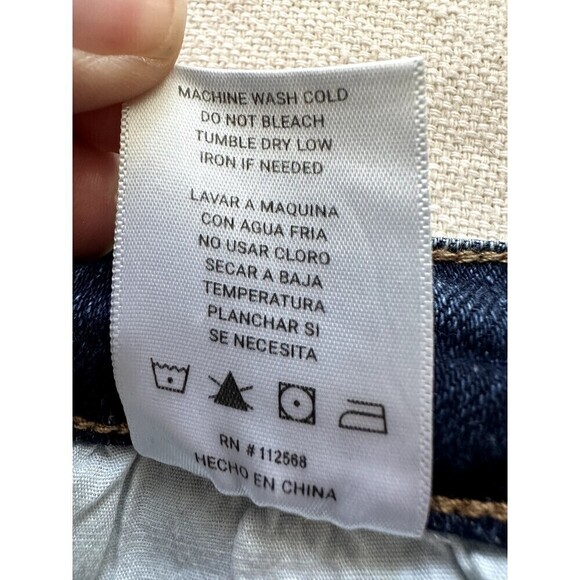 MACHINE WASH COLD
DO NOT BLEACH
TUMBLE DRY LOW
IRON IF NEEDED
LAVAR A MAQUINA
CON AGUA FRIA
NO USAR CLORO
SECAR A BAJA
TEMPERATURA
PLANCHAR SI
SE NECESITA
RN # 112568
HECHO EN CHINA